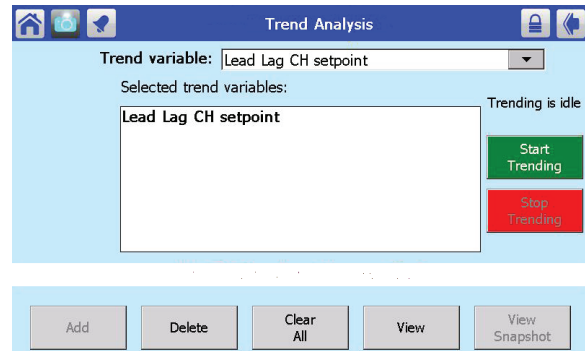 Trend Analysis
Trend variable: Lead Lag CH setpoint
Selected trend variables:
Trending is idle
Lead Lag CH setpoint
Start
Trending
Stop
Trending
Add
Delete
Clear
All
View
View
Snapshot